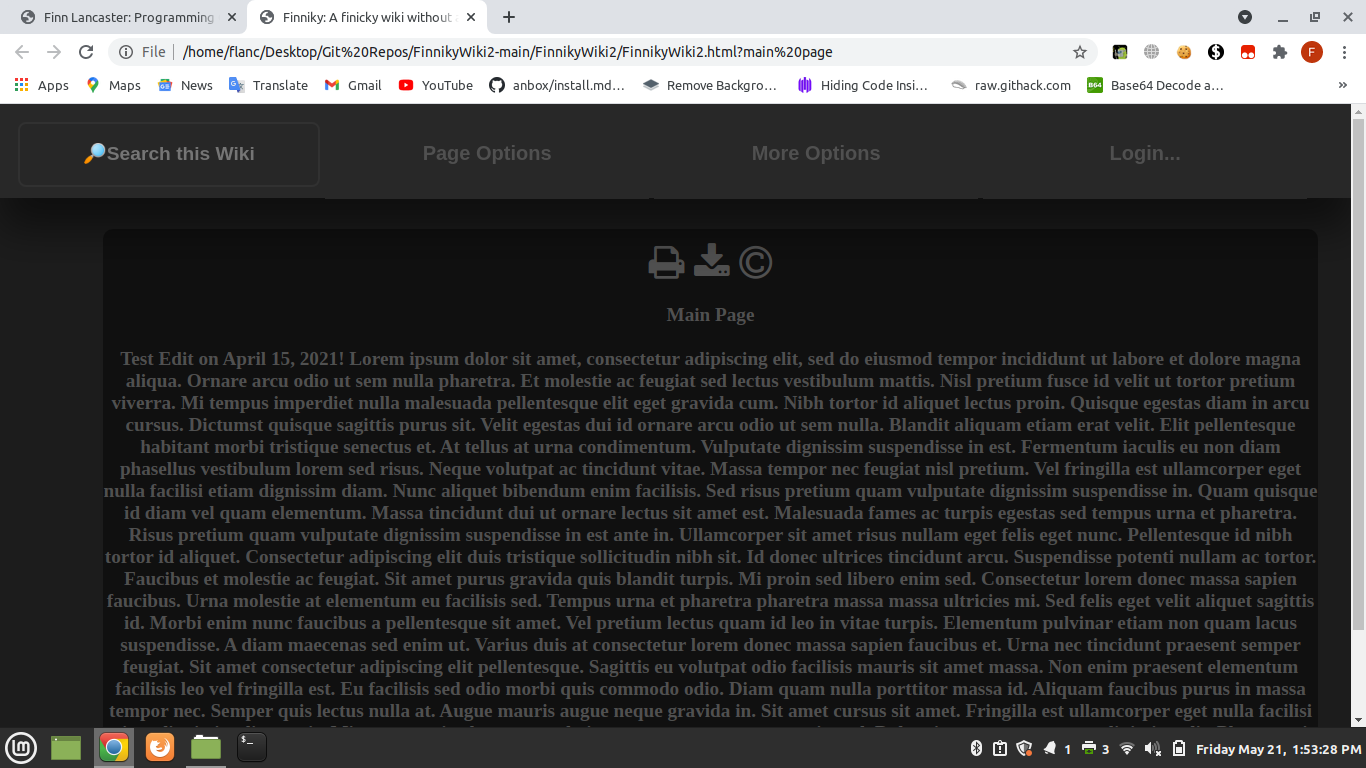 Finn Lancaster: Programming
Finniky: A finicky wiki without
File
/home/flanc/Desktop/Git%20Repos/FinnikyWiki2-main/FinnikyWiki2/FinnikyWiki2.html?main%20page
F
Apps
Maps
News
Translate
Gmail
YouTube
anbox/install.md…
Remove Backgro…
Hiding Code Insi…
raw.githack.com
B64
Base64 Decode a…
»
🔎Search this Wiki
Page Options
More Options
Login...
©
Main Page
Test Edit on April 15, 2021! Lorem ipsum dolor sit amet, consectetur adipiscing elit, sed do eiusmod tempor incididunt ut labore et dolore magna
aliqua. Ornare arcu odio ut sem nulla pharetra. Et molestie ac feugiat sed lectus vestibulum mattis. Nisl pretium fusce id velit ut tortor pretium
viverra. Mi tempus imperdiet nulla malesuada pellentesque elit eget gravida cum. Nibh tortor id aliquet lectus proin. Quisque egestas diam in arcu
cursus. Dictumst quisque sagittis purus sit. Velit egestas dui id ornare arcu odio ut sem nulla. Blandit aliquam etiam erat velit. Elit pellentesque
habitant morbi tristique senectus et. At tellus at urna condimentum. Vulputate dignissim suspendisse in est. Fermentum iaculis eu non diam
phasellus vestibulum lorem sed risus. Neque volutpat ac tincidunt vitae. Massa tempor nec feugiat nisl pretium. Vel fringilla est ullamcorper eget
nulla facilisi etiam dignissim diam. Nunc aliquet bibendum enim facilisis. Sed risus pretium quam vulputate dignissim suspendisse in. Quam quisque
id diam vel quam elementum. Massa tincidunt dui ut ornare lectus sit amet est. Malesuada fames ac turpis egestas sed tempus urna et pharetra.
Risus pretium quam vulputate dignissim suspendisse in est ante in. Ullamcorper sit amet risus nullam eget felis eget nunc. Pellentesque id nibh
tortor id aliquet. Consectetur adipiscing elit duis tristique sollicitudin nibh sit. Id donec ultrices tincidunt arcu. Suspendisse potenti nullam ac tortor.
Faucibus et molestie ac feugiat. Sit amet purus gravida quis blandit turpis. Mi proin sed libero enim sed. Consectetur lorem donec massa sapien
faucibus. Urna molestie at elementum eu facilisis sed. Tempus urna et pharetra pharetra massa massa ultricies mi. Sed felis eget velit aliquet sagittis
id. Morbi enim nunc faucibus a pellentesque sit amet. Vel pretium lectus quam id leo in vitae turpis. Elementum pulvinar etiam non quam lacus
suspendisse. A diam maecenas sed enim ut. Varius duis at consectetur lorem donec massa sapien faucibus et. Urna nec tincidunt praesent semper
feugiat. Sit amet consectetur adipiscing elit pellentesque. Sagittis eu volutpat odio facilisis mauris sit amet massa. Non enim praesent elementum
facilisis leo vel fringilla est. Eu facilisis sed odio morbi quis commodo odio. Diam quam nulla porttitor massa id. Aliquam faucibus purus in massa
tempor nec. Semper quis lectus nulla at. Augue mauris augue neque gravida in. Sit amet cursus sit amet. Fringilla est ullamcorper eget nulla facilisi
1
3
Friday May 21, 1:53:28 PM